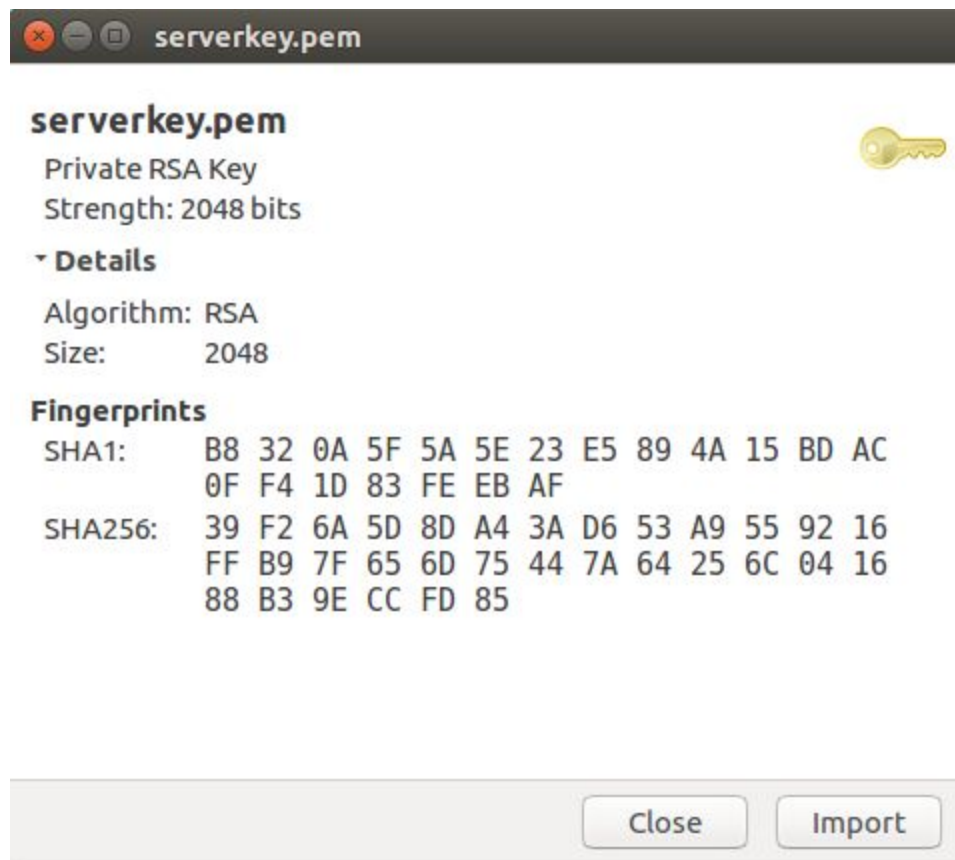 serverkey.pem
serverkey.pem
Private RSA Key
Strength: 2048 bits
Details
Algorithm: RSA
Size: 2048
Fingerprints
SHA1: B8 32 0A 5F 5A 5E 23 E5 89 4A 15 BD AC
0F F4 1D 83 FE EB AF
SHA256: 39 F2 6A 5D 8D A4 3A D6 53 A9 55 92 16
FF B9 7F 65 6D 75 44 7A 64 25 6C 04 16
88 B3 9E CC FD 85
Close Import